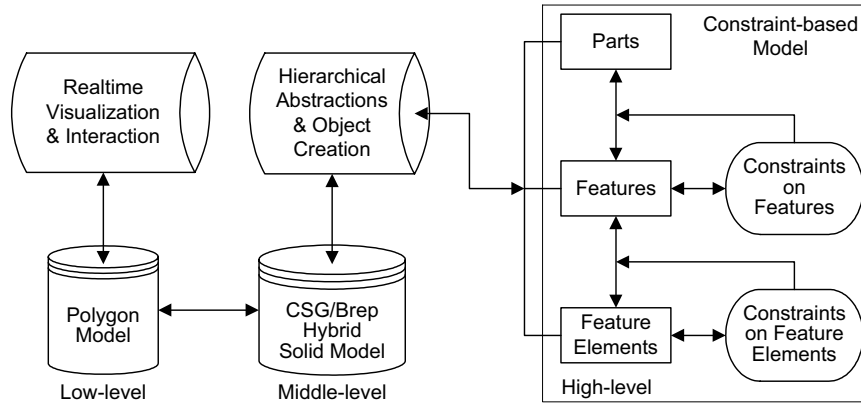 Realtime
Visualization
& Interaction
Hierarchical
Abstractions
& Object
Creation
Polygon
Model
CSG/Brep
Hybrid
Solid Model
Low-level
Middle-level
Constraint-based
Model
Parts
Features
Constraints
on
Features
Feature
Elements
Constraints
on Feature
Elements
High-level